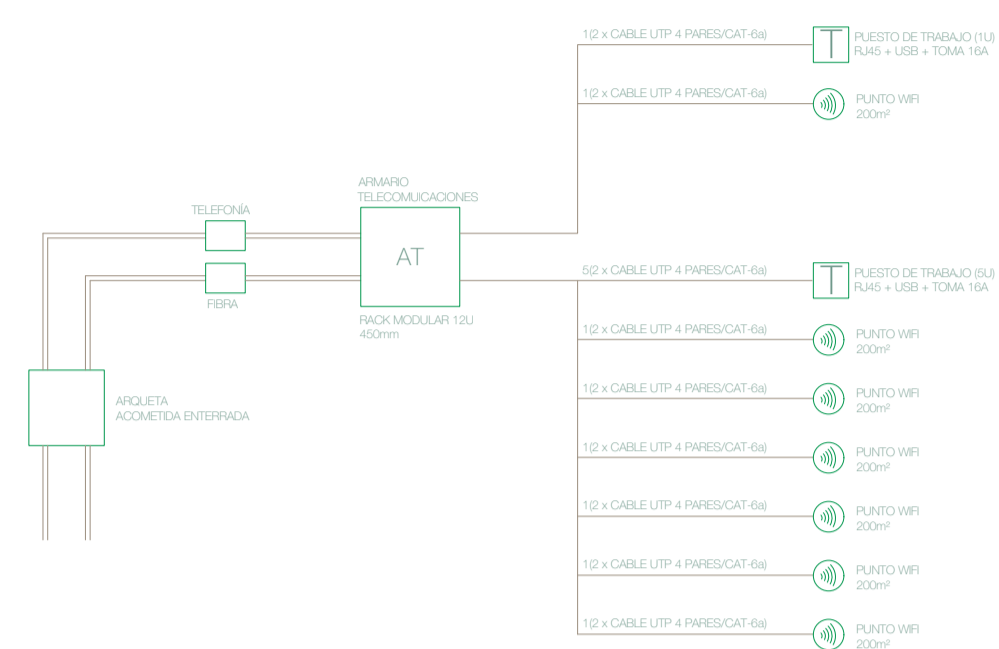 1(2 x CABLE UTP 4 PARES/CAT-6a)
T
PUESTO DE TRABAJO (1U)
RJ45 + USB + TOMA 16A
1(2 x CABLE UTP 4 PARES/CAT-6a)
PUNTO WIFI
200m²
ARMARIO
TELECOMUICACIONES
TELEFONÍA
AT
FIBRA
RACK MODULAR 12U
450mm
ARQUETA
ACOMETIDA ENTERRADA
5(2 x CABLE UTP 4 PARES/CAT-6a)
T
PUESTO DE TRABAJO (5U)
RJ45 + USB + TOMA 16A
1(2 x CABLE UTP 4 PARES/CAT-6a)
PUNTO WIFI
200m²
1(2 x CABLE UTP 4 PARES/CAT-6a)
PUNTO WIFI
200m²
1(2 x CABLE UTP 4 PARES/CAT-6a)
PUNTO WIFI
200m²
1(2 x CABLE UTP 4 PARES/CAT-6a)
PUNTO WIFI
200m²
1(2 x CABLE UTP 4 PARES/CAT-6a)
PUNTO WIFI
200m²
1(2 x CABLE UTP 4 PARES/CAT-6a)
PUNTO WIFI
200m²